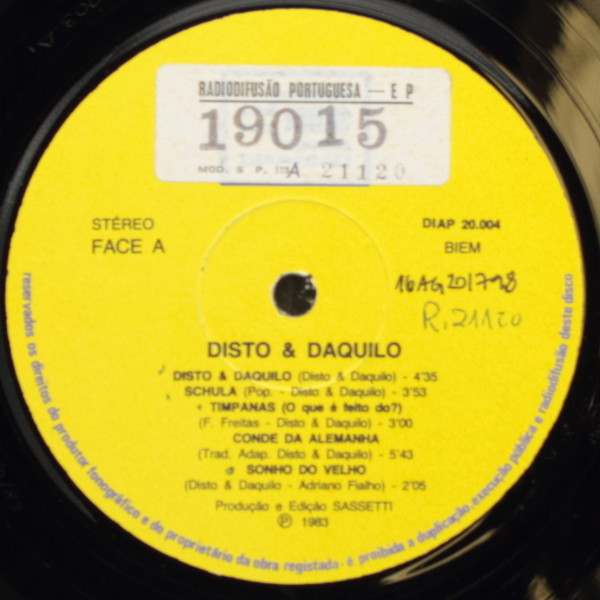 RADIODIFUSÃO PORTUGUESA — E P
19015
MOD. S P. 115 A 21120
STÉREO
DIAP 20.004
FACE A
BIEM
R.21120
DISTO & DAQUILO
DISTO & DAQUILO (Disto & Daquilo) - 4'35
SCHULA (Pop. - Disto & Daquilo) - 3'53
TIMPANAS (O que é feito do?)
(F. Freitas - Disto & Daquilo) - 3'00
CONDE DA ALEMANHA
(Trad. Adap. Disto & Daquilo) - 5'43
SONHO DO VELHO
(Disto & Daquilo - Adriano Fialho) - 2'05
Produção e Edição SASSETTI
℗ 1983
reservados os direitos do produtor fonográfico e do proprietário da obra registada - é proibida a duplicação, execução pública e radiodifusão deste disco